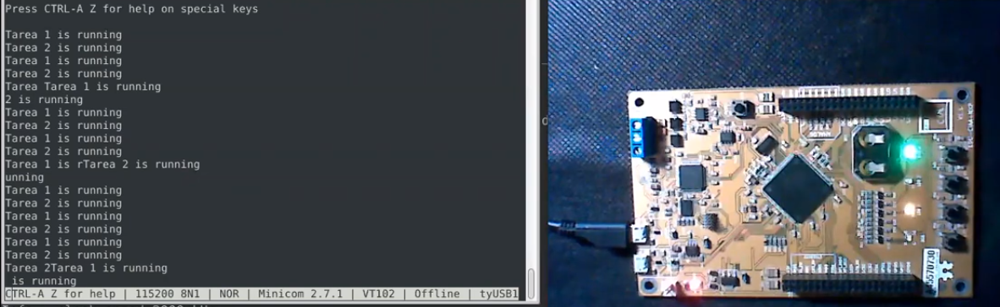 Press CTRL-A Z for help on special keys
Tarea 1 is running
Tarea 2 is running
Tarea 1 is running
Tarea 2 is running
Tarea Tarea 1 is running
2 is running
Tarea 1 is running
Tarea 2 is running
Tarea 1 is running
Tarea 2 is running
Tarea 1 is rTarea 2 is running
unning
Tarea 1 is running
Tarea 2 is running
Tarea 1 is running
Tarea 2 is running
Tarea 1 is running
Tarea 2 is running
Tarea 2Tarea 1 is running
is running
CTRL-A Z for help | 115200 8N1 | NOR | Minicom 2.7.1 | VT102 | Offline | tyUSB1